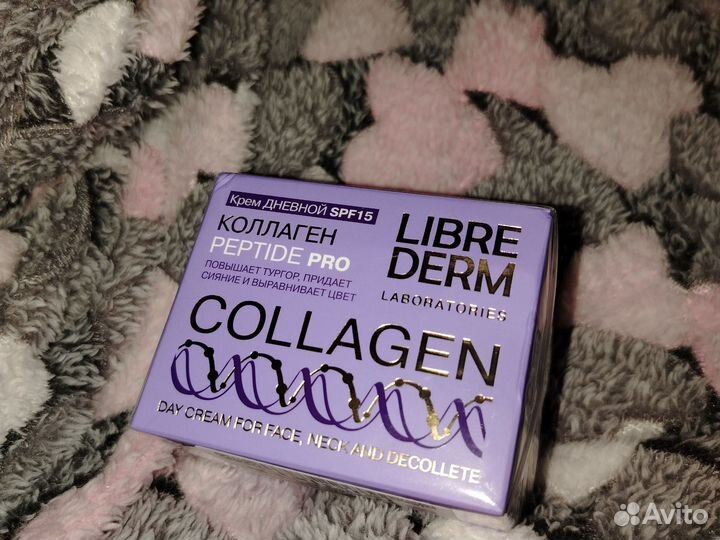 Крем ДНЕВНОЙ SPF15
КОЛЛАГЕН
PEPTIDE PRO
ПОВЫШАЕТ ТУРГОР, ПРИДАЕТ
СИЯНИЕ И ВЫРАВНИВАЕТ ЦВЕТ
LIBRE
DERM
LABORATORIES
COLLAGEN
DAY CREAM FOR FACE, NECK AND DECOLLETE
Avito